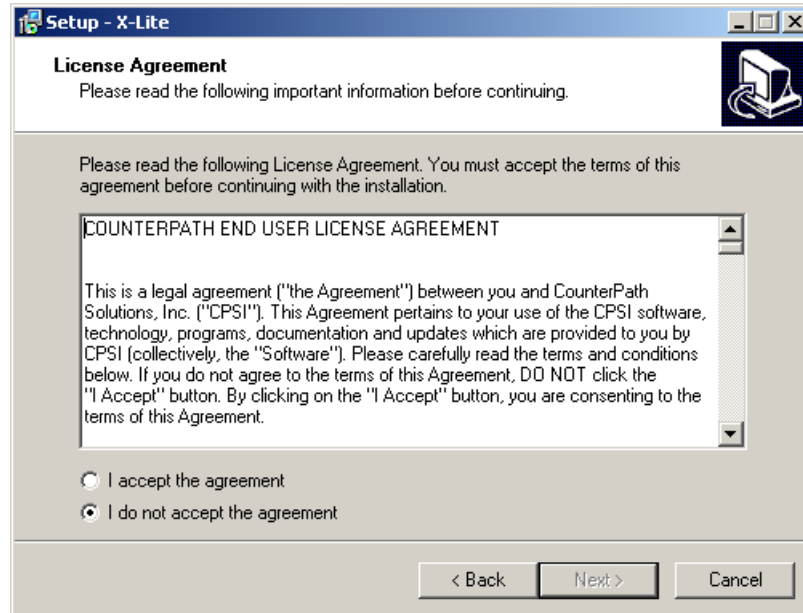 Setup - X-Lite
License Agreement
Please read the following important information before continuing.
Please read the following License Agreement. You must accept the terms of this
agreement before continuing with the installation.
COUNTERPATH END USER LICENSE AGREEMENT
This is a legal agreement ("the Agreement") between you and CounterPath
Solutions, Inc. ("CPSI"). This Agreement pertains to your use of the CPSI software,
technology, programs, documentation and updates which are provided to you by
CPSI (collectively, the "Software"). Please carefully read the terms and conditions
below. If you do not agree to the terms of this Agreement, DO NOT click the
"I Accept" button. By clicking on the "I Accept" button, you are consenting to the
terms of this Agreement.
I accept the agreement
I do not accept the agreement
< Back Next > Cancel